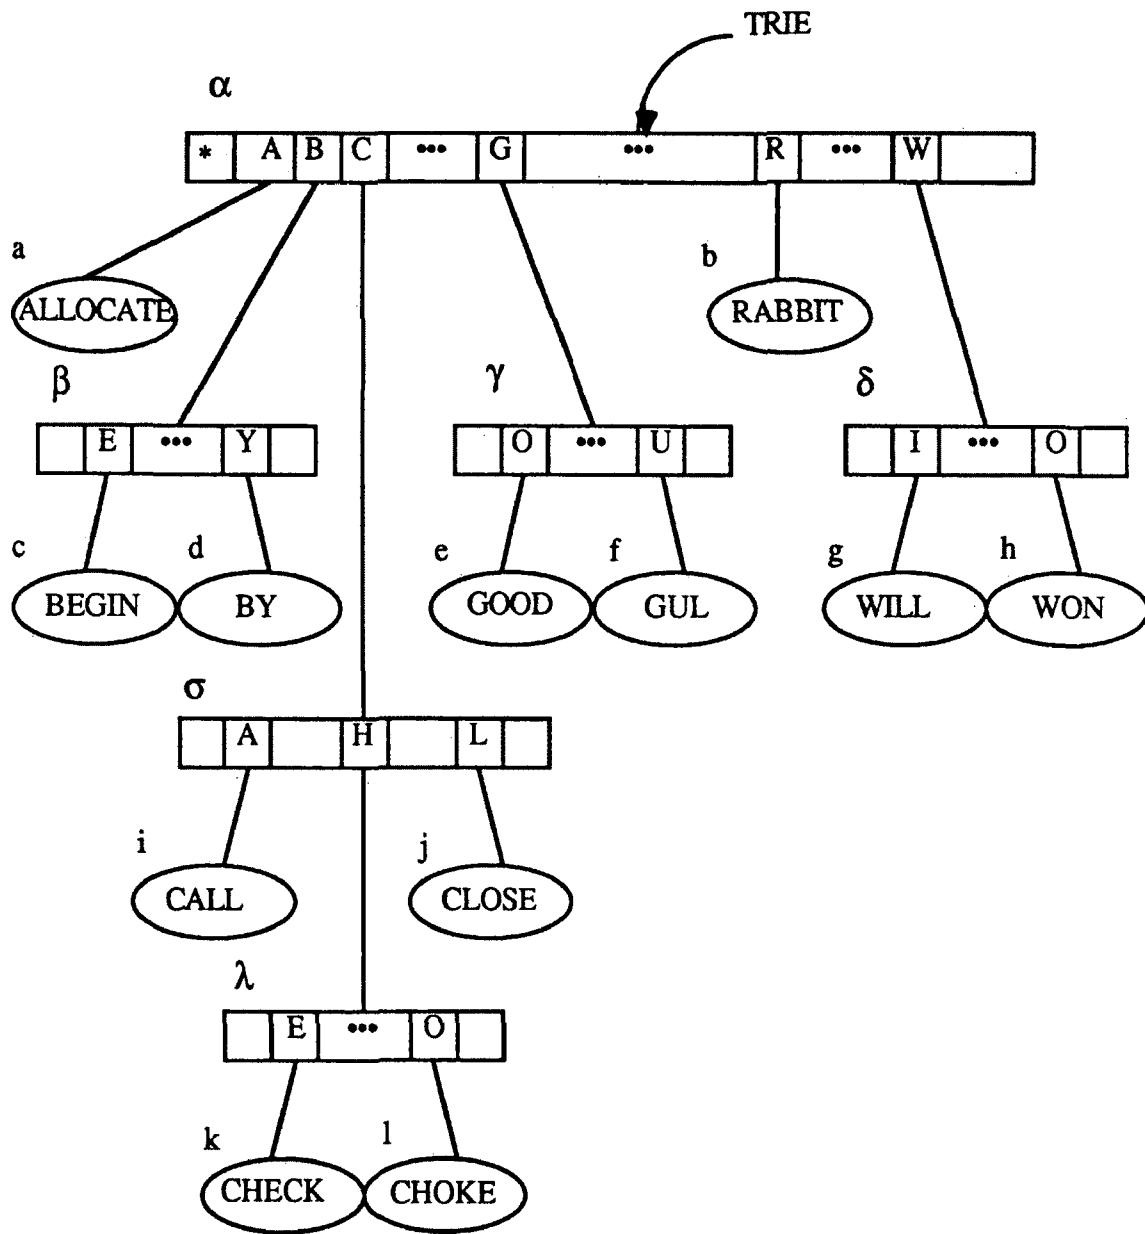 TRIE
α
* A B C ••• G ••• R ••• W
a
ALLOCATE
b
RABBIT
β
E ••• Y
γ
O ••• U
δ
I ••• O
c
BEGIN
d
BY
e
GOOD
f
GUL
g
WILL
h
WON
σ
A H L
i
CALL
j
CLOSE
λ
E ••• O
k
CHECK
l
CHOKE